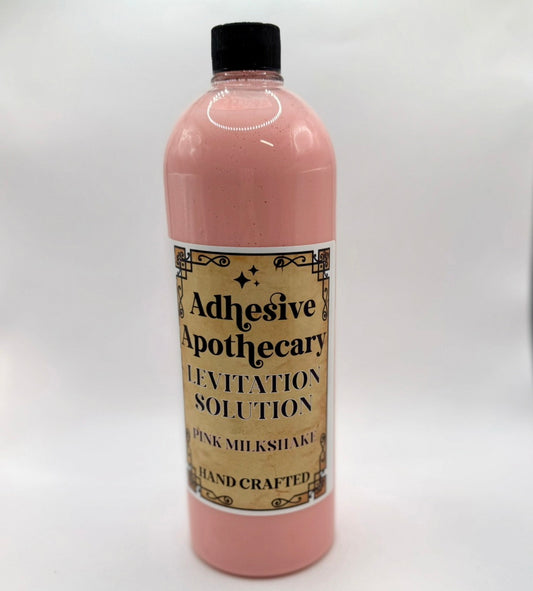 Adhesive
Apothecary
LEVITATION
SOLUTION
PINK MILKSHAKE
HAND CRAFTED